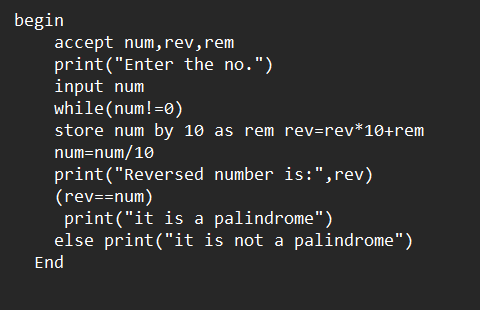 begin
accept num,rev,rem
print("Enter the no.")
input num
while(num!=0)
store num by 10 as rem rev=rev*10+rem
num=num/10
print("Reversed number is:",rev)
(rev==num)
print("it is a palindrome")
else print("it is not a palindrome")
End